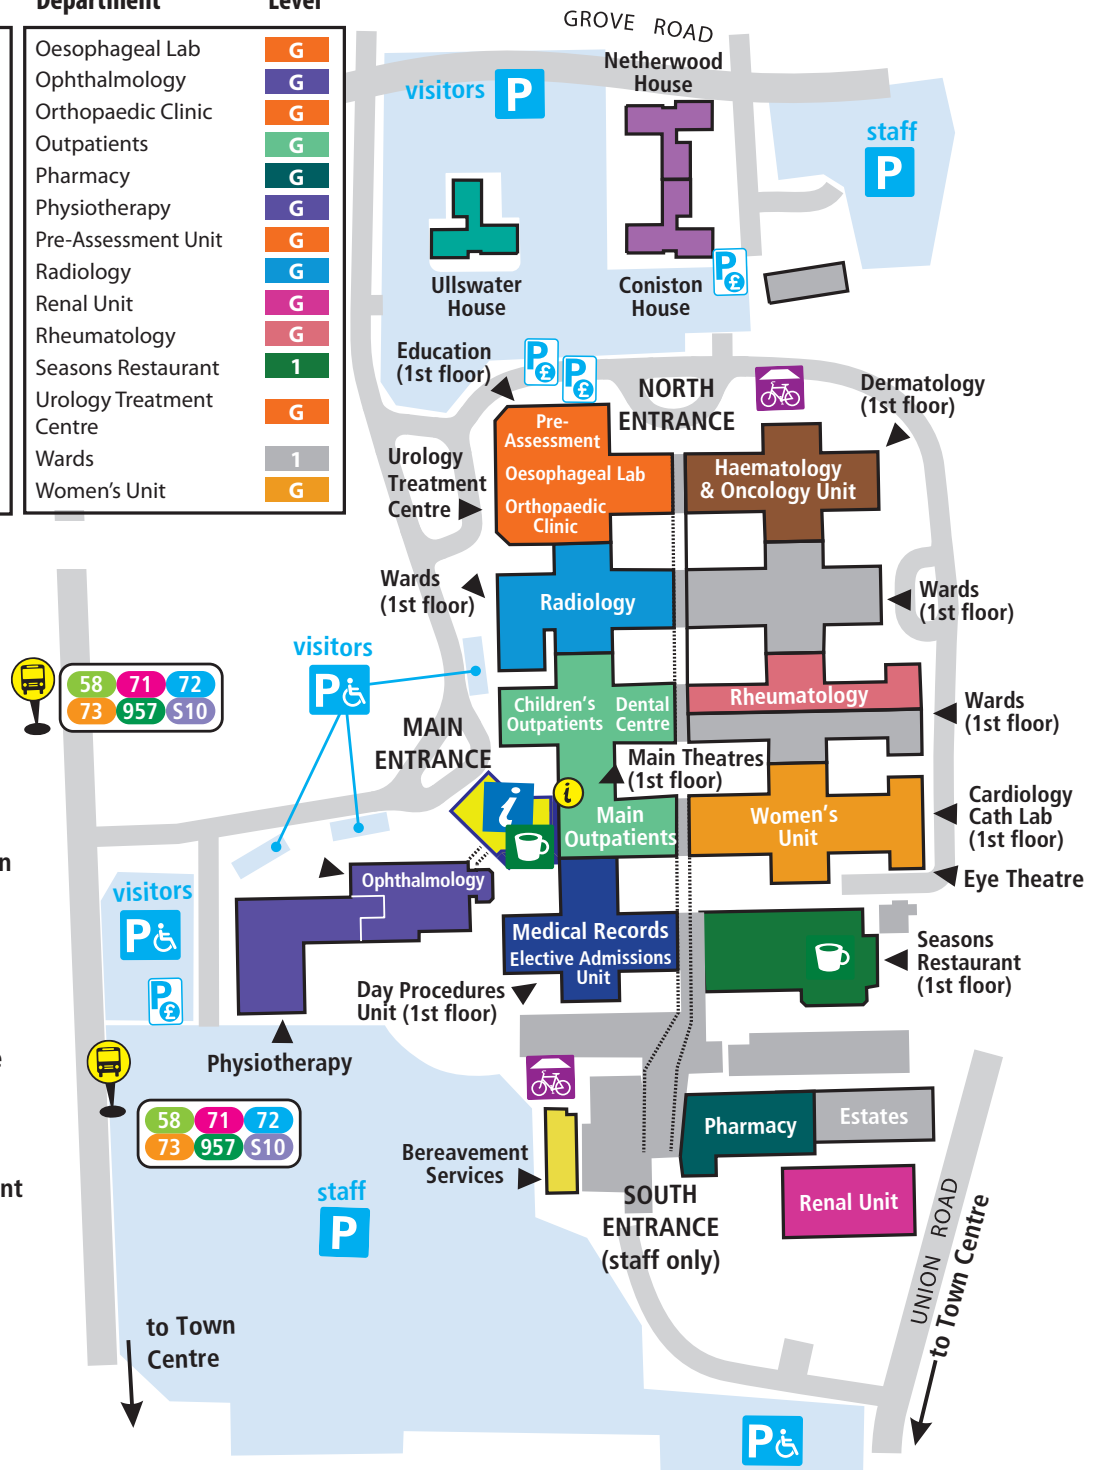 Department Level
Oesophageal Lab G
Ophthalmology G
Orthopaedic Clinic G
Outpatients G
Pharmacy G
Physiotherapy G
Pre-Assessment Unit G
Radiology G
Renal Unit G
Rheumatology G
Seasons Restaurant 1
Urology Treatment
Centre G
Wards 1
Women's Unit G
GROVE ROAD
visitors P
Netherwood
House
staff
P
Ullswater
House
Coniston
House
P £
Education
(1st floor)
P £
P £
NORTH
ENTRANCE
Dermatology
(1st floor)
Pre-
Assessment
Oesophageal Lab
Orthopaedic
Clinic
Urology
Treatment
Centre
Haematology
& Oncology Unit
Wards
(1st floor)
Radiology
Wards
(1st floor)
visitors
P
58 71 72
73 957 S10
MAIN
ENTRANCE
Children's
Outpatients
Dental
Centre
Rheumatology
Wards
(1st floor)
Main Theatres
(1st floor)
i
i
Main
Outpatients
Women's
Unit
Cardiology
Cath Lab
(1st floor)
Eye Theatre
n
visitors
P
P £
Ophthalmology
Medical Records
Elective Admissions
Unit
Seasons
Restaurant
(1st floor)
Day Procedures
Unit (1st floor)
Physiotherapy
e
58 71 72
73 957 S10
Pharmacy
Estates
Bereavement
Services
nt
staff
P
SOUTH
ENTRANCE
(staff only)
Renal Unit
UNION ROAD
to Town Centre
to Town
Centre
P